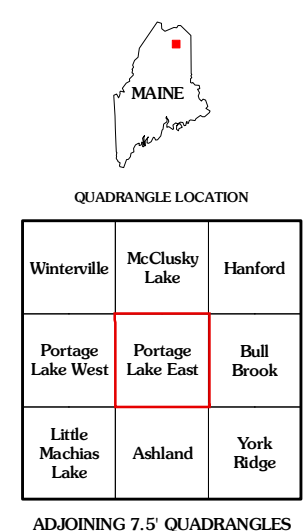 MAINE
QUADRANGLE LOCATION
Winterville
McClusky
Lake
Hanford
Portage
Lake West
Portage
Lake East
Bull
Brook
Little
Machias
Lake
Ashland
York
Ridge
ADJOINING 7.5' QUADRANGLES